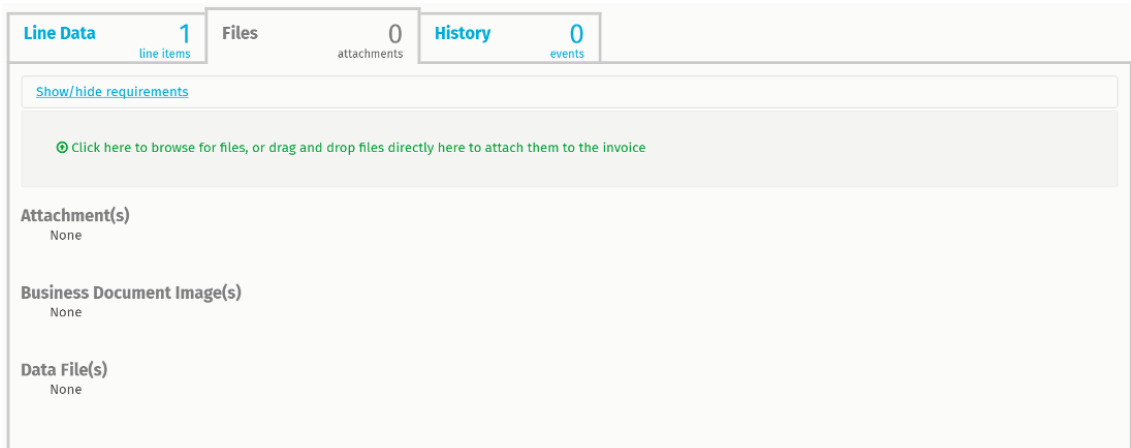 Line Data 1
line items
Files 0
attachments
History 0
events
Show/hide requirements
Click here to browse for files, or drag and drop files directly here to attach them to the invoice
Attachment(s)
None
Business Document Image(s)
None
Data File(s)
None